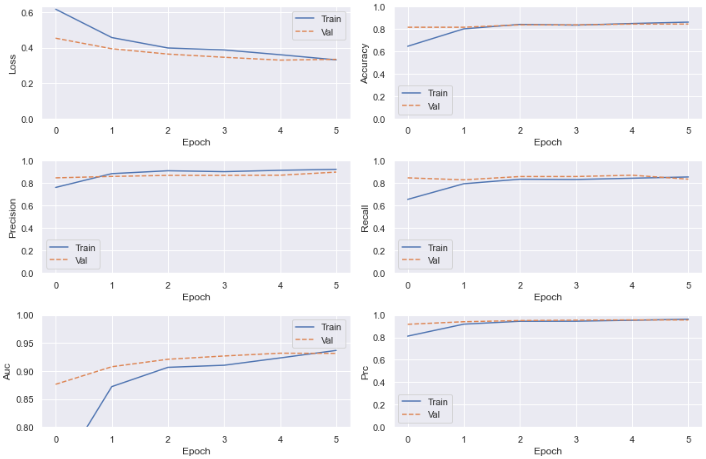 0.6
0.4
0.2
0.0
Loss
0 1 2 3 4 5
Epoch
Train
Val
1.0
0.8
0.6
0.4
0.2
0.0
Accuracy
0 1 2 3 4 5
Epoch
Train
Val
1.0
0.8
0.6
0.4
0.2
0.0
Precision
0 1 2 3 4 5
Epoch
Train
Val
1.0
0.8
0.6
0.4
0.2
0.0
Recall
0 1 2 3 4 5
Epoch
Train
Val
1.00
0.95
0.90
0.85
0.80
Auc
0 1 2 3 4 5
Epoch
Train
Val
1.0
0.8
0.6
0.4
0.2
0.0
Prc
0 1 2 3 4 5
Epoch
Train
Val